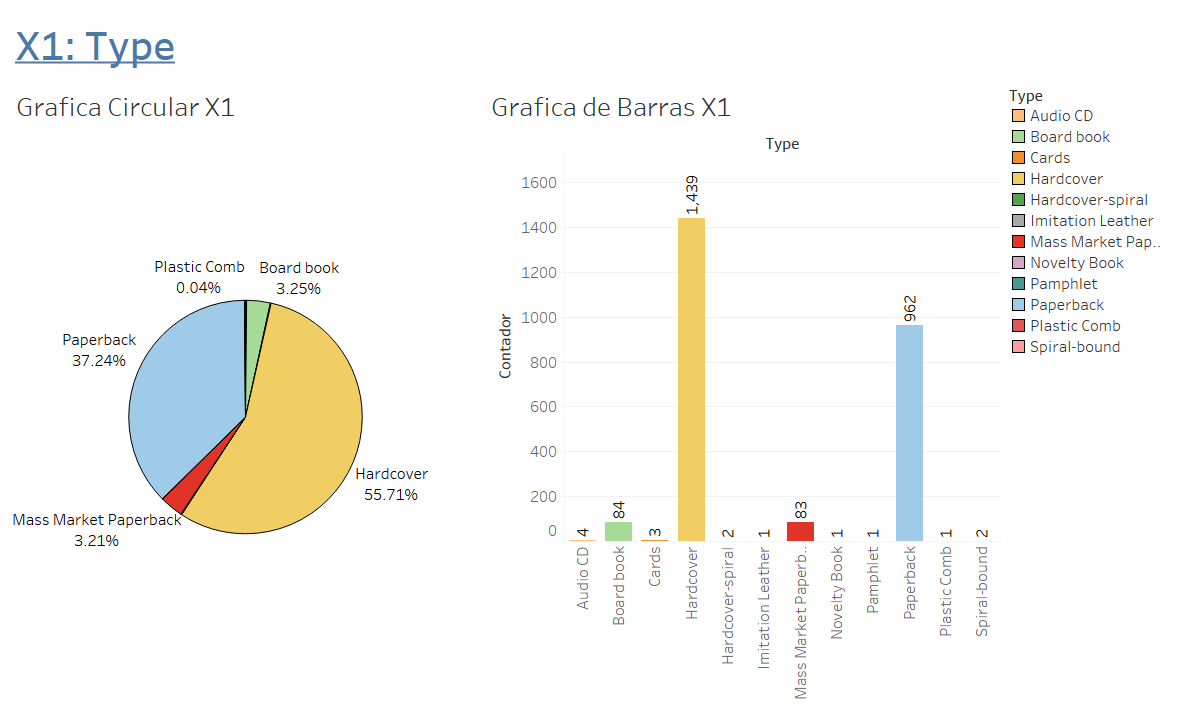 X1: Type
Grafica Circular X1
Plastic Comb
0.04%
Board book
3.25%
Paperback
37.24%
Hardcover
55.71%
Mass Market Paperback
3.21%
Grafica de Barras X1
Type
Contador
1600
1400
1200
1000
800
600
400
200
0
4
84
3
1,439
2
1
83
1
1
962
1
2
Audio CD
Board book
Cards
Hardcover
Hardcover-spiral
Imitation Leather
Mass Market Paperb..
Novelty Book
Pamphlet
Paperback
Plastic Comb
Spiral-bound
Type
Audio CD
Board book
Cards
Hardcover
Hardcover-spiral
Imitation Leather
Mass Market Pap..
Novelty Book
Pamphlet
Paperback
Plastic Comb
Spiral-bound